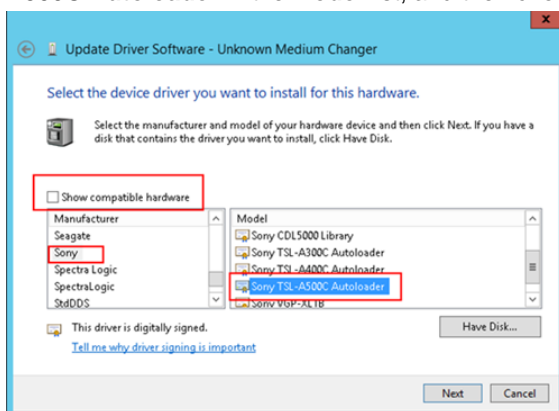 Update Driver Software - Unknown Medium Changer
Select the device driver you want to install for this hardware.
Select the manufacturer and model of your hardware device and then click Next. If you have a
disk that contains the driver you want to install, click Have Disk.
Show compatible hardware
Manufacturer
Seagate
Sony
Spectra Logic
SpectraLogic
StdDDS
Model
Sony CDL5000 Library
Sony TSL-A300C Autoloader
Sony TSL-A400C Autoloader
Sony TSL-A500C Autoloader
Sony VGP-XL1B
This driver is digitally signed.
Tell me why driver signing is important
Have Disk...
Next
Cancel